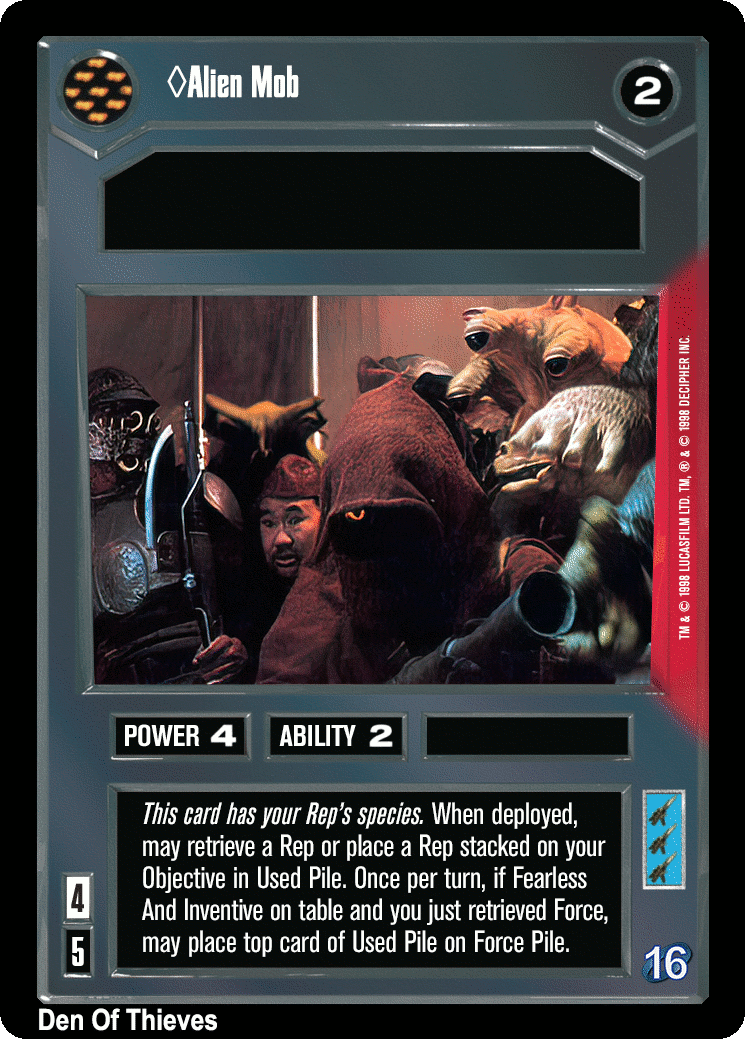 ◊Alien Mob
2
TM & © 1998 LUCASFILM LTD. TM, ® & © 1998 DECIPHER INC.
POWER 4
ABILITY 2
This card has your Rep's species. When deployed,
may retrieve a Rep or place a Rep stacked on your
Objective in Used Pile. Once per turn, if Fearless
And Inventive on table and you just retrieved Force,
may place top card of Used Pile on Force Pile.
4
5
16
Den Of Thieves